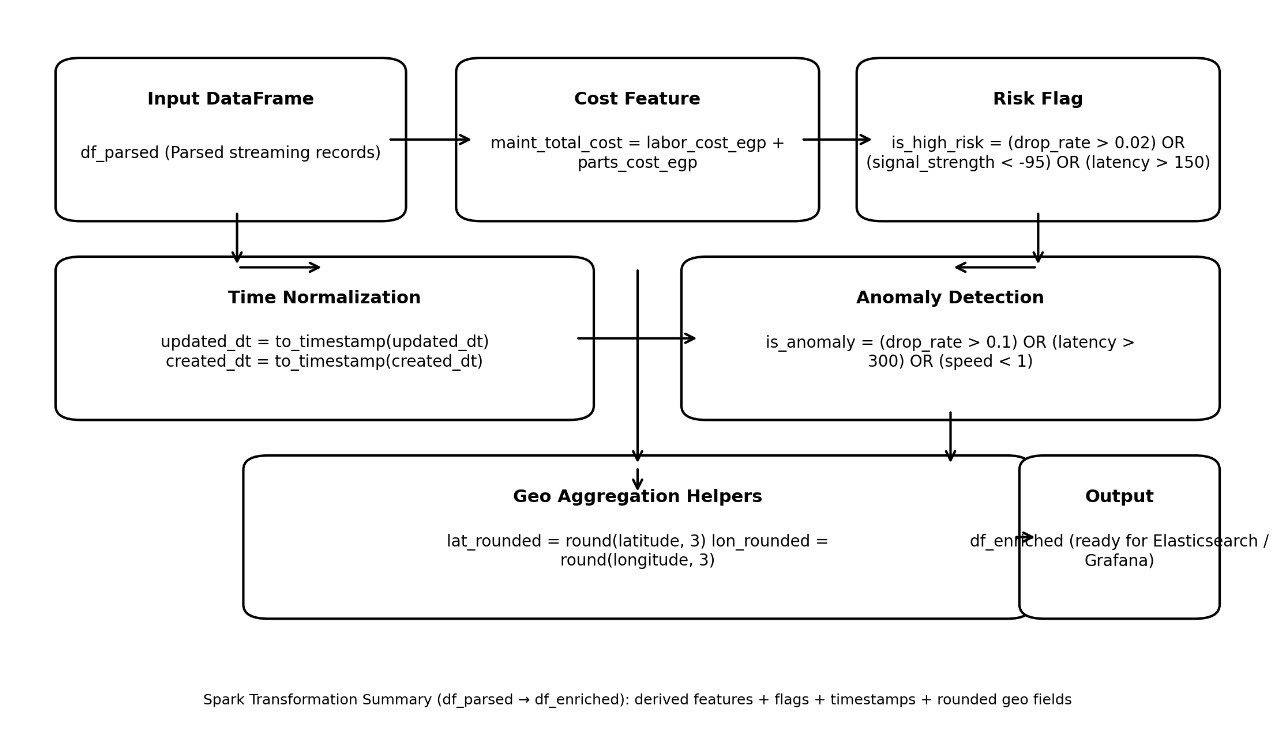 Input DataFrame
df_parsed (Parsed streaming records)
Cost Feature
maint_total_cost = labor_cost_egp +
parts_cost_egp
Risk Flag
is_high_risk = (drop_rate > 0.02) OR
(signal_strength < -95) OR (latency > 150)
Time Normalization
updated_dt = to_timestamp(updated_dt)
created_dt = to_timestamp(created_dt)
Anomaly Detection
is_anomaly = (drop_rate > 0.1) OR (latency >
300) OR (speed < 1)
Geo Aggregation Helpers
lat_rounded = round(latitude, 3) lon_rounded =
round(longitude, 3)
Output
df_enriched (ready for Elasticsearch /
Grafana)
Spark Transformation Summary (df_parsed → df_enriched): derived features + flags + timestamps + rounded geo fields